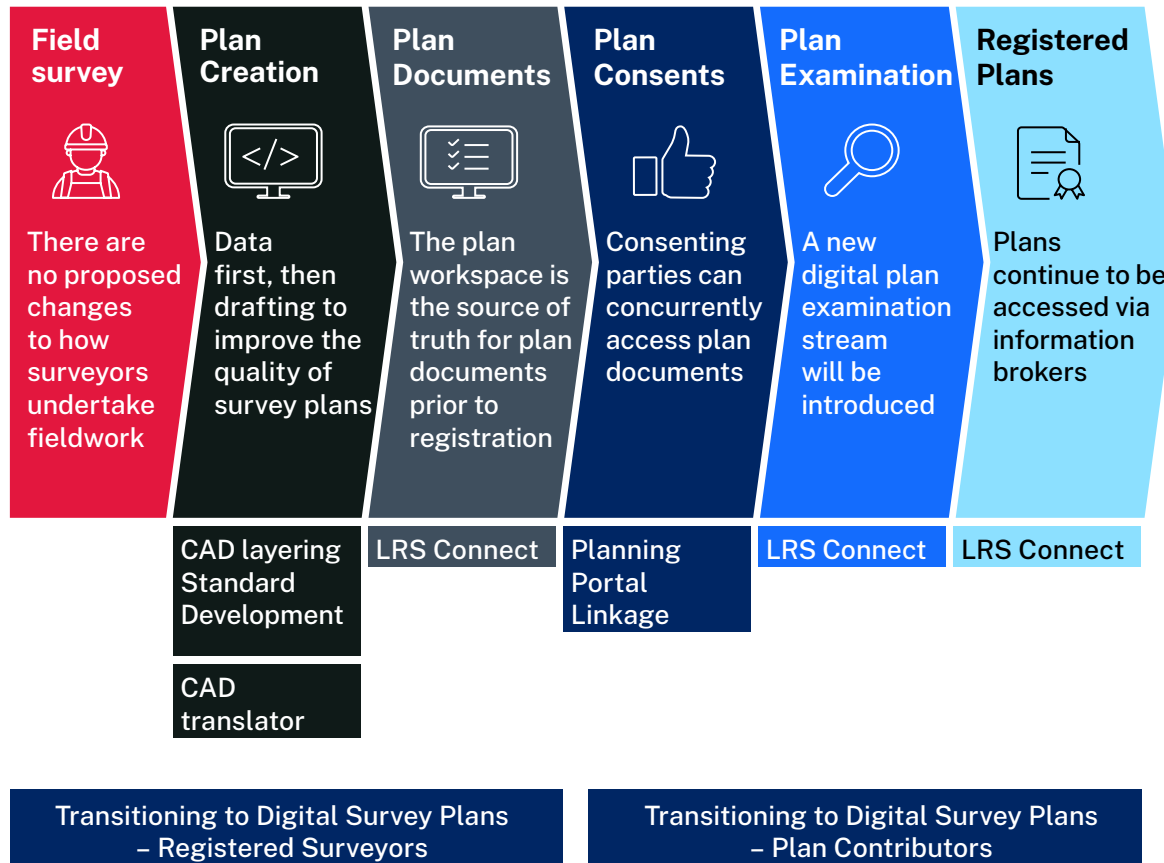 Field
survey
There are
no proposed
changes
to how
surveyors
undertake
fieldwork
Plan
Creation
</>
Data
first, then
drafting to
improve the
quality of
survey plans
CAD layering
Standard
Development
CAD
translator
Plan
Documents
The plan
workspace is
the source of
truth for plan
documents
prior to
registration
LRS Connect
Plan
Consents
Consenting
parties can
concurrently
access plan
documents
Planning
Portal
Linkage
Plan
Examination
A new
digital plan
examination
stream
will be
introduced
LRS Connect
Registered
Plans
Plans
continue to be
accessed via
information
brokers
LRS Connect
Transitioning to Digital Survey Plans
– Registered Surveyors
Transitioning to Digital Survey Plans
– Plan Contributors